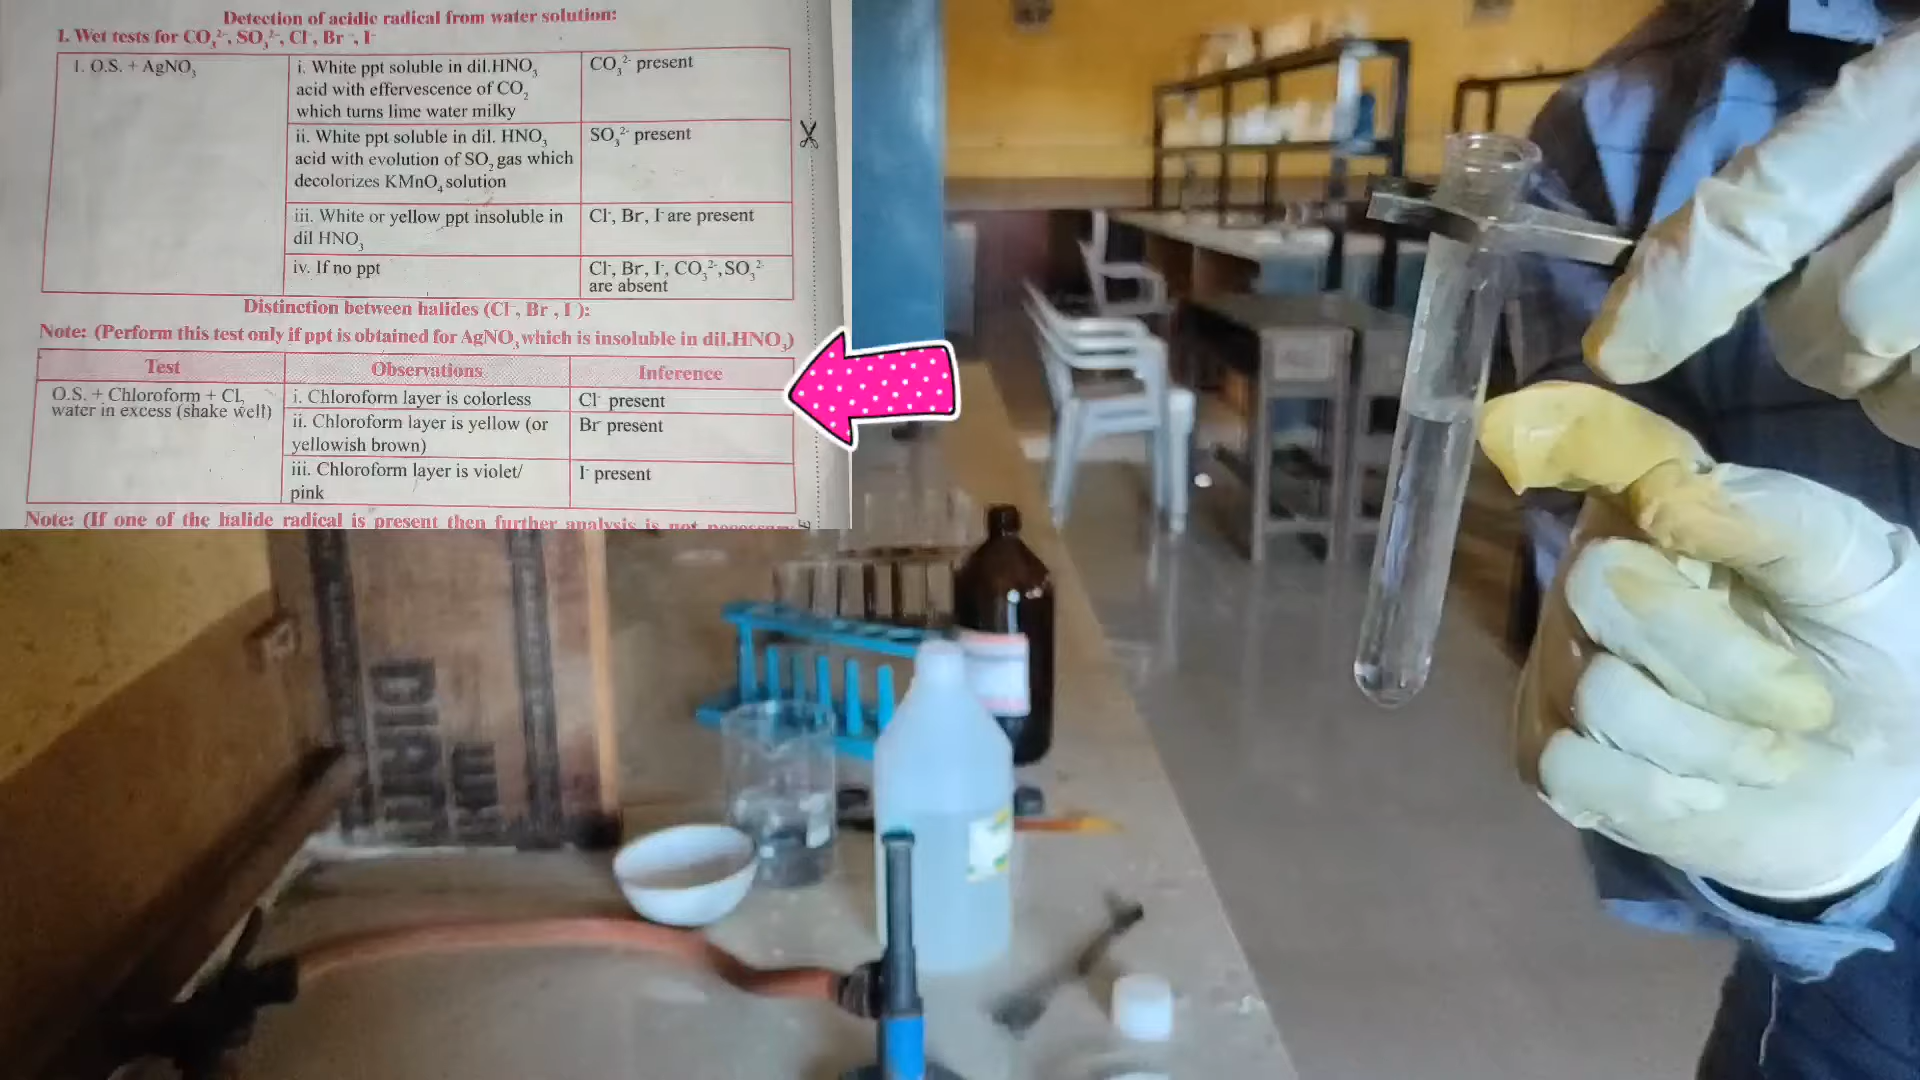 Detection of acidic radical from water solution:
1. Wet tests for CO₃²⁻, SO₃²⁻, Cl⁻, Br⁻, I⁻
1. O.S. + AgNO₃
i. White ppt soluble in dil.HNO₃
acid with effervescence of CO₂
which turns lime water milky
CO₃²⁻ present
ii. White ppt soluble in dil. HNO₃
acid with evolution of SO₂ gas which
decolorizes KMnO₄ solution
SO₃²⁻ present
iii. White or yellow ppt insoluble in
dil HNO₃
Cl⁻, Br⁻, I⁻ are present
iv. If no ppt
Cl⁻, Br⁻, I⁻, CO₃²⁻, SO₃²⁻
are absent
Distinction between halides (Cl⁻, Br⁻, I⁻):
Note: (Perform this test only if ppt is obtained for AgNO₃ which is insoluble in dil.HNO₃)
Test
Observations
Inference
O.S. + Chloroform + Cl₂
water in excess (shake well)
i. Chloroform layer is colorless
Cl⁻ present
ii. Chloroform layer is yellow (or
yellowish brown)
Br⁻ present
iii. Chloroform layer is violet/
pink
I⁻ present
Note: (If one of the halide radical is present then further analysis is not necessary